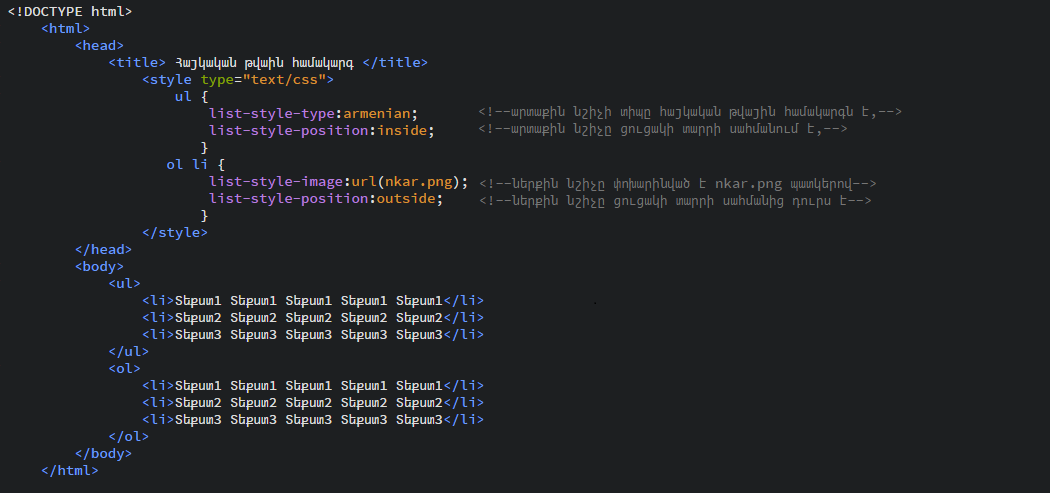 <!DOCTYPE html>
<html>
<head>
<title> Հայկական թվաին համակարգ </title>
<style type="text/css">
ul {
list-style-type:armenian; <!--արտաքին նշիչի տիպը հայկական թվային համակարգն է,-->
list-style-position:inside; <!--արտաքին նշիչը ցուցակի տարրի սահմանում է,-->
}
ol li {
list-style-image:url(nkar.png); <!--ներքին նշիչը փոխարինված է nkar.png պատկերով-->
list-style-position:outside; <!--ներքին նշիչը ցուցակի տարրի սահմանից դուրս է-->
}
</style>
</head>
<body>
<ul>
<li>Տեքստ1 Տեքստ1 Տեքստ1 Տեքստ1 Տեքստ1</li>
<li>Տեքստ2 Տեքստ2 Տեքստ2 Տեքստ2 Տեքստ2</li>
<li>Տեքստ3 Տեքստ3 Տեքստ3 Տեքստ3 Տեքստ3</li>
</ul>
<ol>
<li>Տեքստ1 Տեքստ1 Տեքստ1 Տեքստ1 Տեքստ1</li>
<li>Տեքստ2 Տեքստ2 Տեքստ2 Տեքստ2 Տեքստ2</li>
<li>Տեքստ3 Տեքստ3 Տեքստ3 Տեքստ3 Տեքստ3</li>
</ol>
</body>
</html>